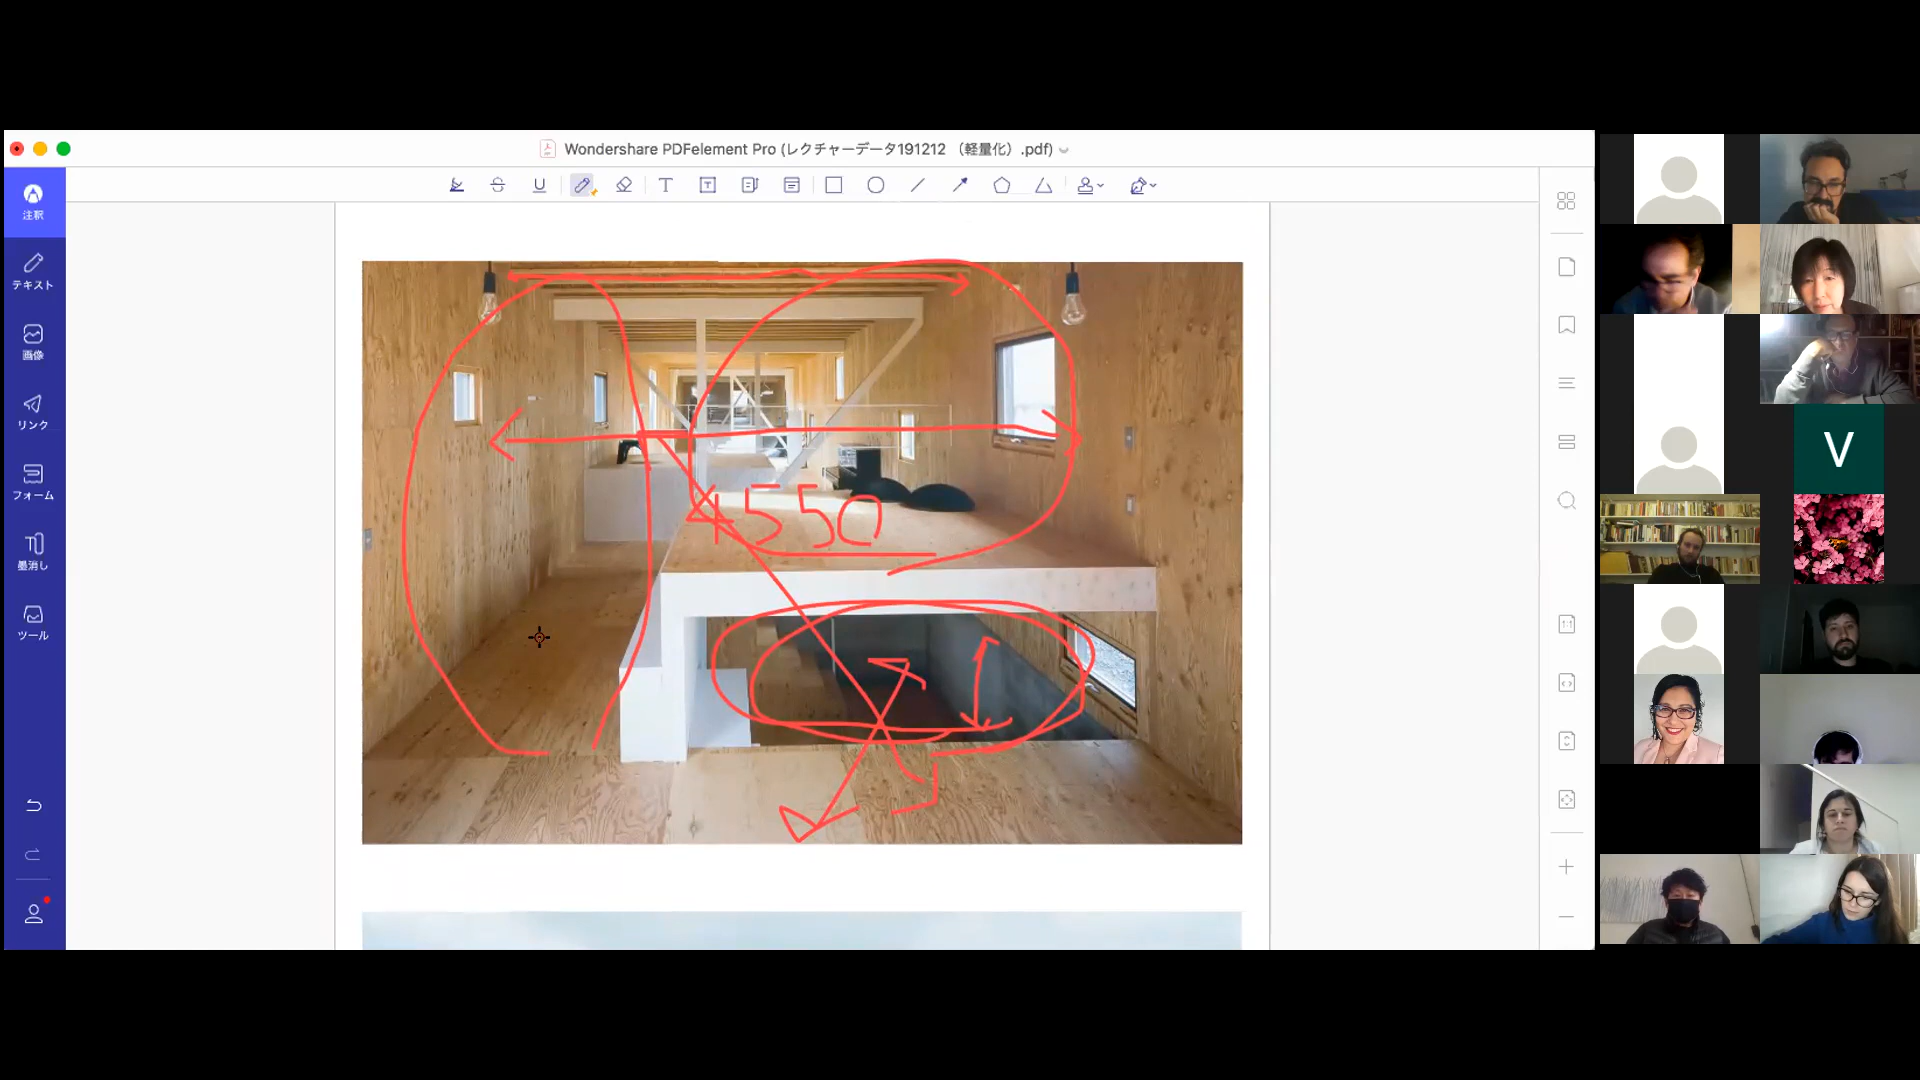 Wondershare PDFelement Pro (レクチャーデータ191212 （軽量化）.pdf)
注釈
テキスト
画像
リンク
フォーム
墨消し
ツール
4550
V